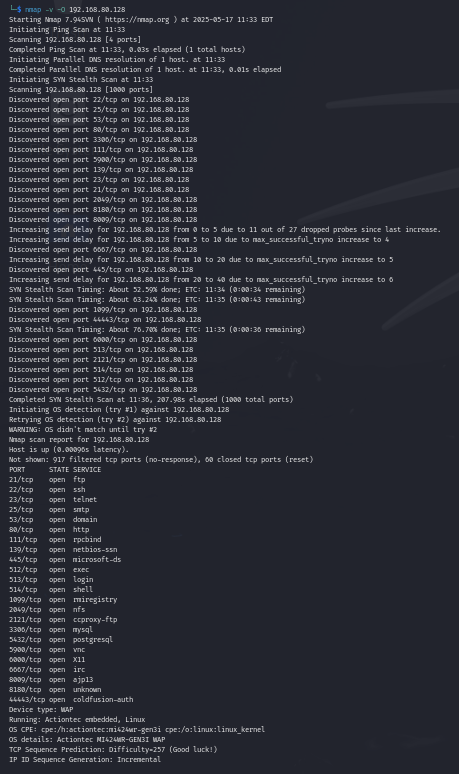 └─$ nmap -v -O 192.168.80.128
Starting Nmap 7.94SVN ( https://nmap.org ) at 2025-05-17 11:33 EDT
Initiating Ping Scan at 11:33
Scanning 192.168.80.128 [4 ports]
Completed Ping Scan at 11:33, 0.03s elapsed (1 total hosts)
Initiating Parallel DNS resolution of 1 host. at 11:33
Completed Parallel DNS resolution of 1 host. at 11:33, 0.01s elapsed
Initiating SYN Stealth Scan at 11:33
Scanning 192.168.80.128 [1000 ports]
Discovered open port 22/tcp on 192.168.80.128
Discovered open port 25/tcp on 192.168.80.128
Discovered open port 53/tcp on 192.168.80.128
Discovered open port 80/tcp on 192.168.80.128
Discovered open port 3306/tcp on 192.168.80.128
Discovered open port 111/tcp on 192.168.80.128
Discovered open port 5900/tcp on 192.168.80.128
Discovered open port 139/tcp on 192.168.80.128
Discovered open port 23/tcp on 192.168.80.128
Discovered open port 21/tcp on 192.168.80.128
Discovered open port 2049/tcp on 192.168.80.128
Discovered open port 8180/tcp on 192.168.80.128
Discovered open port 8009/tcp on 192.168.80.128
Increasing send delay for 192.168.80.128 from 0 to 5 due to 11 out of 27 dropped probes since last increase.
Increasing send delay for 192.168.80.128 from 5 to 10 due to max_successful_tryno increase to 4
Discovered open port 6667/tcp on 192.168.80.128
Increasing send delay for 192.168.80.128 from 10 to 20 due to max_successful_tryno increase to 5
Discovered open port 445/tcp on 192.168.80.128
Increasing send delay for 192.168.80.128 from 20 to 40 due to max_successful_tryno increase to 6
SYN Stealth Scan Timing: About 52.59% done; ETC: 11:34 (0:00:34 remaining)
SYN Stealth Scan Timing: About 63.24% done; ETC: 11:35 (0:00:43 remaining)
Discovered open port 1099/tcp on 192.168.80.128
Discovered open port 44443/tcp on 192.168.80.128
SYN Stealth Scan Timing: About 76.70% done; ETC: 11:35 (0:00:36 remaining)
Discovered open port 6000/tcp on 192.168.80.128
Discovered open port 513/tcp on 192.168.80.128
Discovered open port 2121/tcp on 192.168.80.128
Discovered open port 514/tcp on 192.168.80.128
Discovered open port 512/tcp on 192.168.80.128
Discovered open port 5432/tcp on 192.168.80.128
Completed SYN Stealth Scan at 11:36, 207.98s elapsed (1000 total ports)
Initiating OS detection (try #1) against 192.168.80.128
Retrying OS detection (try #2) against 192.168.80.128
WARNING: OS didn't match until try #2
Nmap scan report for 192.168.80.128
Host is up (0.00096s latency).
Not shown: 917 filtered tcp ports (no-response), 60 closed tcp ports (reset)
PORT      STATE SERVICE
21/tcp    open  ftp
22/tcp    open  ssh
23/tcp    open  telnet
25/tcp    open  smtp
53/tcp    open  domain
80/tcp    open  http
111/tcp   open  rpcbind
139/tcp   open  netbios-ssn
445/tcp   open  microsoft-ds
512/tcp   open  exec
513/tcp   open  login
514/tcp   open  shell
1099/tcp  open  rmiregistry
2049/tcp  open  nfs
2121/tcp  open  ccproxy-ftp
3306/tcp  open  mysql
5432/tcp  open  postgresql
5900/tcp  open  vnc
6000/tcp  open  X11
6667/tcp  open  irc
8009/tcp  open  ajp13
8180/tcp  open  unknown
44443/tcp open  coldfusion-auth
Device type: WAP
Running: Actiontec embedded, Linux
OS CPE: cpe:/h:actiontec:mi424wr-gen3i cpe:/o:linux:linux_kernel
OS details: Actiontec MI424WR-GEN3I WAP
TCP Sequence Prediction: Difficulty=257 (Good luck!)
IP ID Sequence Generation: Incremental